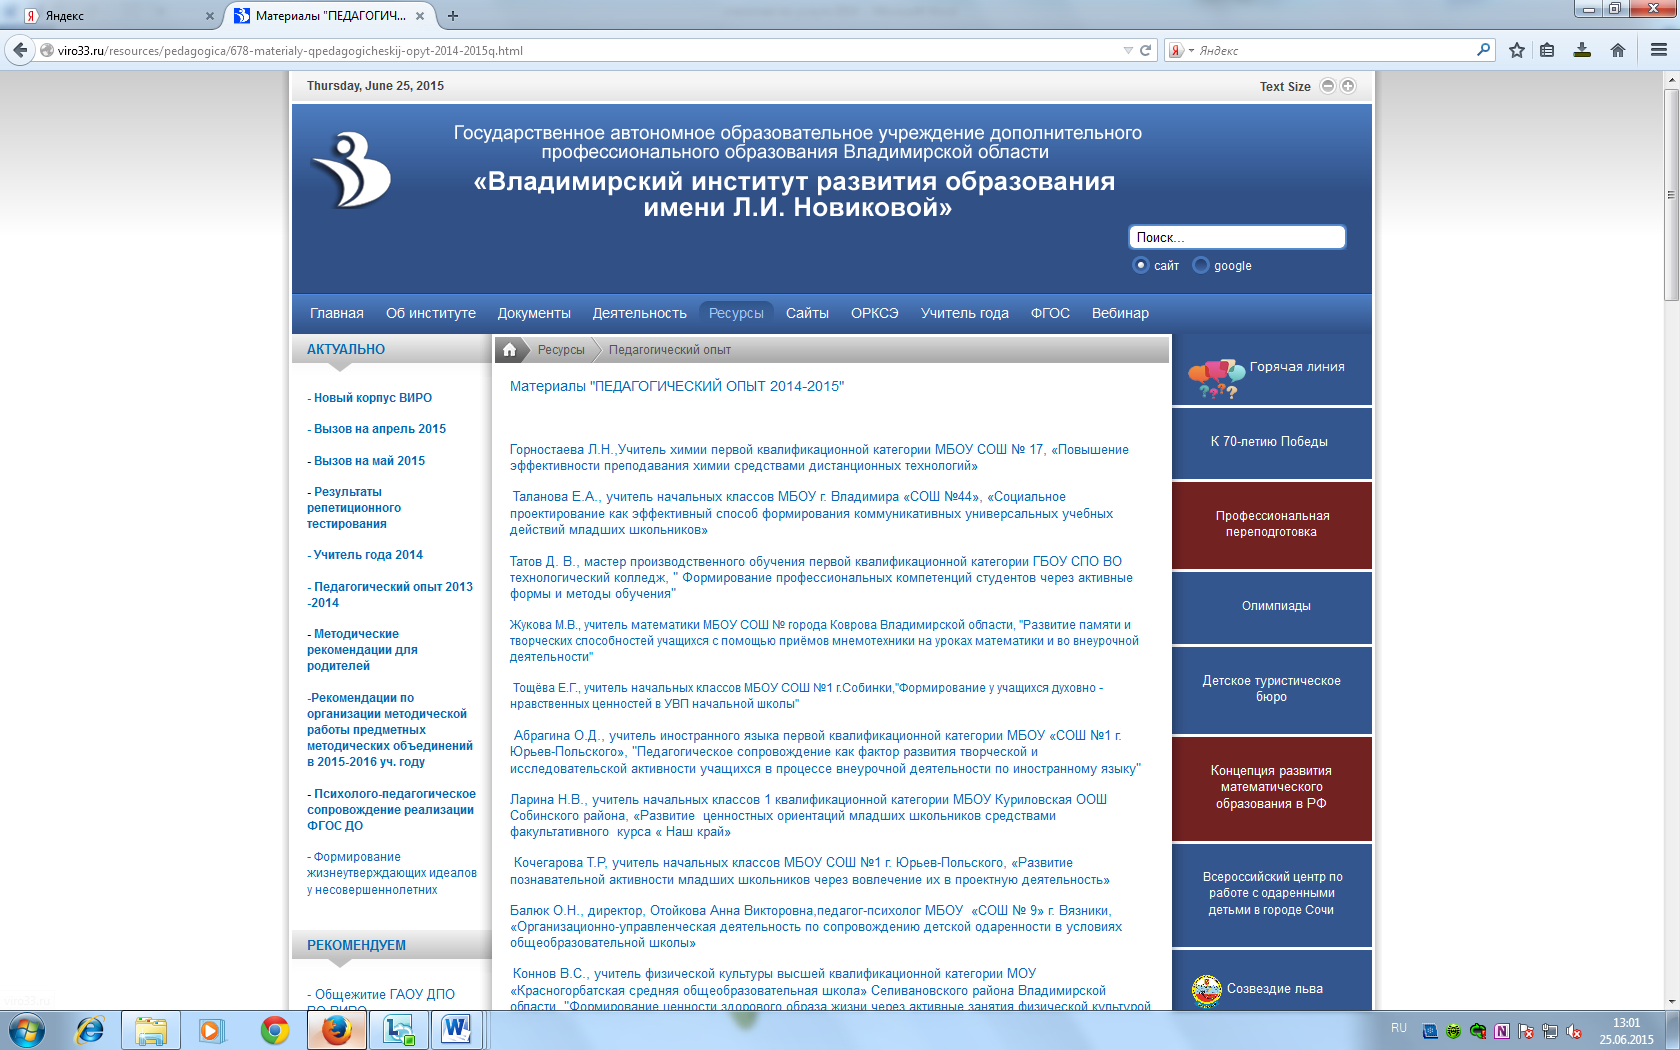 Яндекс
Материалы "ПЕДАГОГИЧ...
viro33.ru/resources/pedagogica/678-materialy-qpedagogicheskij-opyt-2014-2015q.html
Яндекс
Thursday, June 25, 2015
Text Size
Государственное автономное образовательное учреждение дополнительного
профессионального образования Владимирской области
«Владимирский институт развития образования
имени Л.И. Новиковой»
Поиск...
сайт google
Главная Об институте Документы Деятельность Ресурсы Сайты ОРКСЭ Учитель года ФГОС Вебинар
АКТУАЛЬНО
- Новый корпус ВИРО
- Вызов на апрель 2015
- Вызов на май 2015
- Результаты
репетиционного
тестирования
- Учитель года 2014
- Педагогический опыт 2013
-2014
- Методические
рекомендации для
родителей
-Рекомендации по
организации методической
работы предметных
методических объединений
в 2015-2016 уч. году
- Психолого-педагогическое
сопровождение реализации
ФГОС ДО
- Формирование
жизнеутверждающих идеалов
у несовершеннолетних
РЕКОМЕНДУЕМ
- Общежитие ГАОУ ДПО
ВО ВИРО
Ресурсы Педагогический опыт
Материалы "ПЕДАГОГИЧЕСКИЙ ОПЫТ 2014-2015"
Горностаева Л.Н.,Учитель химии первой квалификационной категории МБОУ СОШ № 17, «Повышение
эффективности преподавания химии средствами дистанционных технологий»
Таланова Е.А., учитель начальных классов МБОУ г. Владимира «СОШ №44», «Социальное
проектирование как эффективный способ формирования коммуникативных универсальных учебных
действий младших школьников»
Татов Д. В., мастер производственного обучения первой квалификационной категории ГБОУ СПО ВО
технологический колледж, " Формирование профессиональных компетенций студентов через активные
формы и методы обучения"
Жукова М.В., учитель математики МБОУ СОШ № города Коврова Владимирской области, "Развитие памяти и
творческих способностей учащихся с помощью приёмов мнемотехники на уроках математики и во внеурочной
деятельности"
Тощёва Е.Г., учитель начальных классов МБОУ СОШ №1 г.Собинки,"Формирование у учащихся духовно -
нравственных ценностей в УВП начальной школы"
Абрагина О.Д., учитель иностранного языка первой квалификационной категории МБОУ «СОШ №1 г.
Юрьев-Польского», "Педагогическое сопровождение как фактор развития творческой и
исследовательской активности учащихся в процессе внеурочной деятельности по иностранному языку"
Ларина Н.В., учитель начальных классов 1 квалификационной категории МБОУ Куриловская ООШ
Собинского района, «Развитие ценностных ориентаций младших школьников средствами
факультативного курса « Наш край»
Кочегарова Т.Р, учитель начальных классов МБОУ СОШ №1 г. Юрьев-Польского, «Развитие
познавательной активности младших школьников через вовлечение их в проектную деятельность»
Балюк О.Н., директор, Отойкова Анна Викторовна,педагог-психолог МБОУ «СОШ № 9» г. Вязники,
«Организационно-управленческая деятельность по сопровождению детской одаренности в условиях
общеобразовательной школы»
Коннов В.С., учитель физической культуры высшей квалификационной категории МОУ
«Красногорбатская средняя общеобразовательная школа» Селивановского района Владимирской
области, "Формирование ценности здорового образа жизни через активные занятия физической культурой
Горячая линия
К 70-летию Победы
Профессиональная
переподготовка
Олимпиады
Детское туристическое
бюро
Концепция развития
математического
образования в РФ
Всероссийский центр по
работе с одаренными
детьми в городе Сочи
Созвездие льва
viro33.ru
RU
13:01
25.06.2015